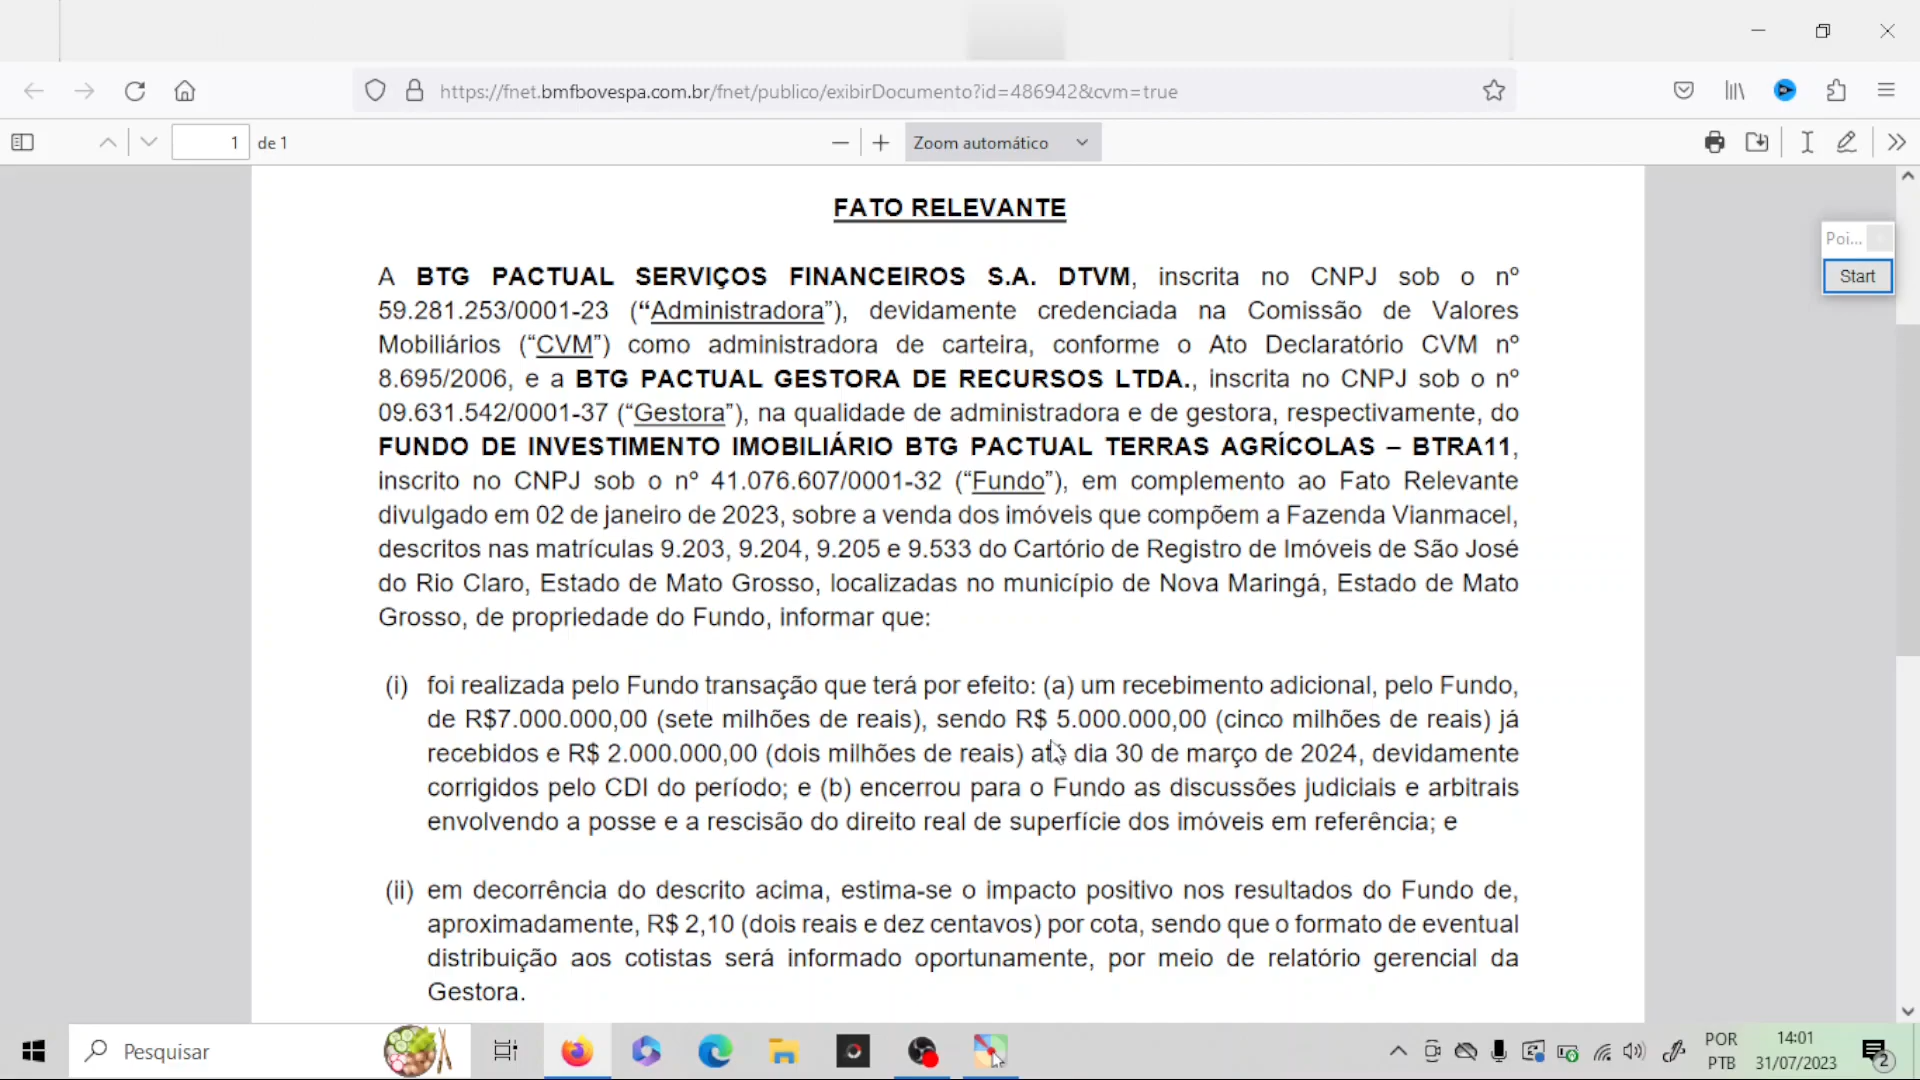 https://fnet.bmfbovespa.com.br/fnet/publico/exibirDocumento?id=486942&cvm=true
1 de 1
Zoom automático
FATO RELEVANTE
Poi...
Start
A BTG PACTUAL SERVIÇOS FINANCEIROS S.A. DTVM, inscrita no CNPJ sob o nº
59.281.253/0001-23 (“Administradora”), devidamente credenciada na Comissão de Valores
Mobiliários (“CVM”) como administradora de carteira, conforme o Ato Declaratório CVM nº
8.695/2006, e a BTG PACTUAL GESTORA DE RECURSOS LTDA., inscrita no CNPJ sob o nº
09.631.542/0001-37 (“Gestora”), na qualidade de administradora e de gestora, respectivamente, do
FUNDO DE INVESTIMENTO IMOBILIÁRIO BTG PACTUAL TERRAS AGRÍCOLAS – BTRA11,
inscrito no CNPJ sob o nº 41.076.607/0001-32 (“Fundo”), em complemento ao Fato Relevante
divulgado em 02 de janeiro de 2023, sobre a venda dos imóveis que compõem a Fazenda Vianmacel,
descritos nas matrículas 9.203, 9.204, 9.205 e 9.533 do Cartório de Registro de Imóveis de São José
do Rio Claro, Estado de Mato Grosso, localizadas no município de Nova Maringá, Estado de Mato
Grosso, de propriedade do Fundo, informar que:
(i) foi realizada pelo Fundo transação que terá por efeito: (a) um recebimento adicional, pelo Fundo,
de R$7.000.000,00 (sete milhões de reais), sendo R$ 5.000.000,00 (cinco milhões de reais) já
recebidos e R$ 2.000.000,00 (dois milhões de reais) até dia 30 de março de 2024, devidamente
corrigidos pelo CDI do período; e (b) encerrou para o Fundo as discussões judiciais e arbitrais
envolvendo a posse e a rescisão do direito real de superfície dos imóveis em referência; e
(ii) em decorrência do descrito acima, estima-se o impacto positivo nos resultados do Fundo de,
aproximadamente, R$ 2,10 (dois reais e dez centavos) por cota, sendo que o formato de eventual
distribuição aos cotistas será informado oportunamente, por meio de relatório gerencial da
Gestora.
Pesquisar
POR
PTB
14:01
31/07/2023
2